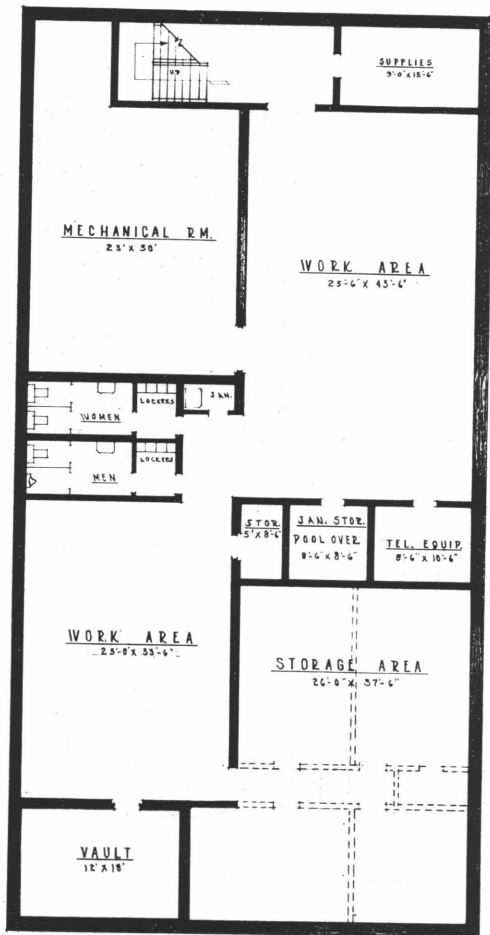 UP
SUPPLIES
9'-0" x 15'-6"
MECHANICAL RM.
23' x 30'
WORK AREA
25'-6" x 43'-6"
LOCKERS
JAN.
WOMEN
LOCKERS
MEN
STOR.
5' x 8'-6"
JAN. STOR.
POOL OVER
8'-6" x 8'-6"
TEL. EQUIP.
8'-6" x 10'-6"
WORK AREA
23'-0" x 33'-6"
STORAGE AREA
26'-0" x 37'-6"
VAULT
12' x 18'